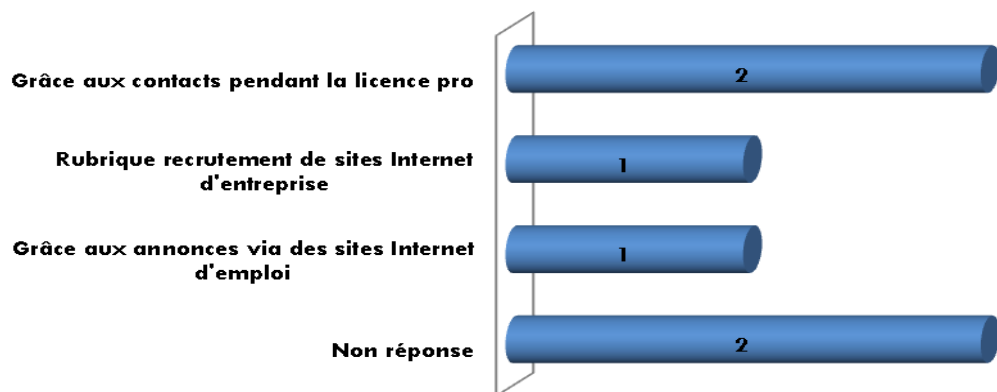 Grâce aux contacts pendant la licence pro
2
Rubrique recrutement de sites Internet
d'entreprise
1
Grâce aux annonces via des sites Internet
d'emploi
1
Non réponse
2